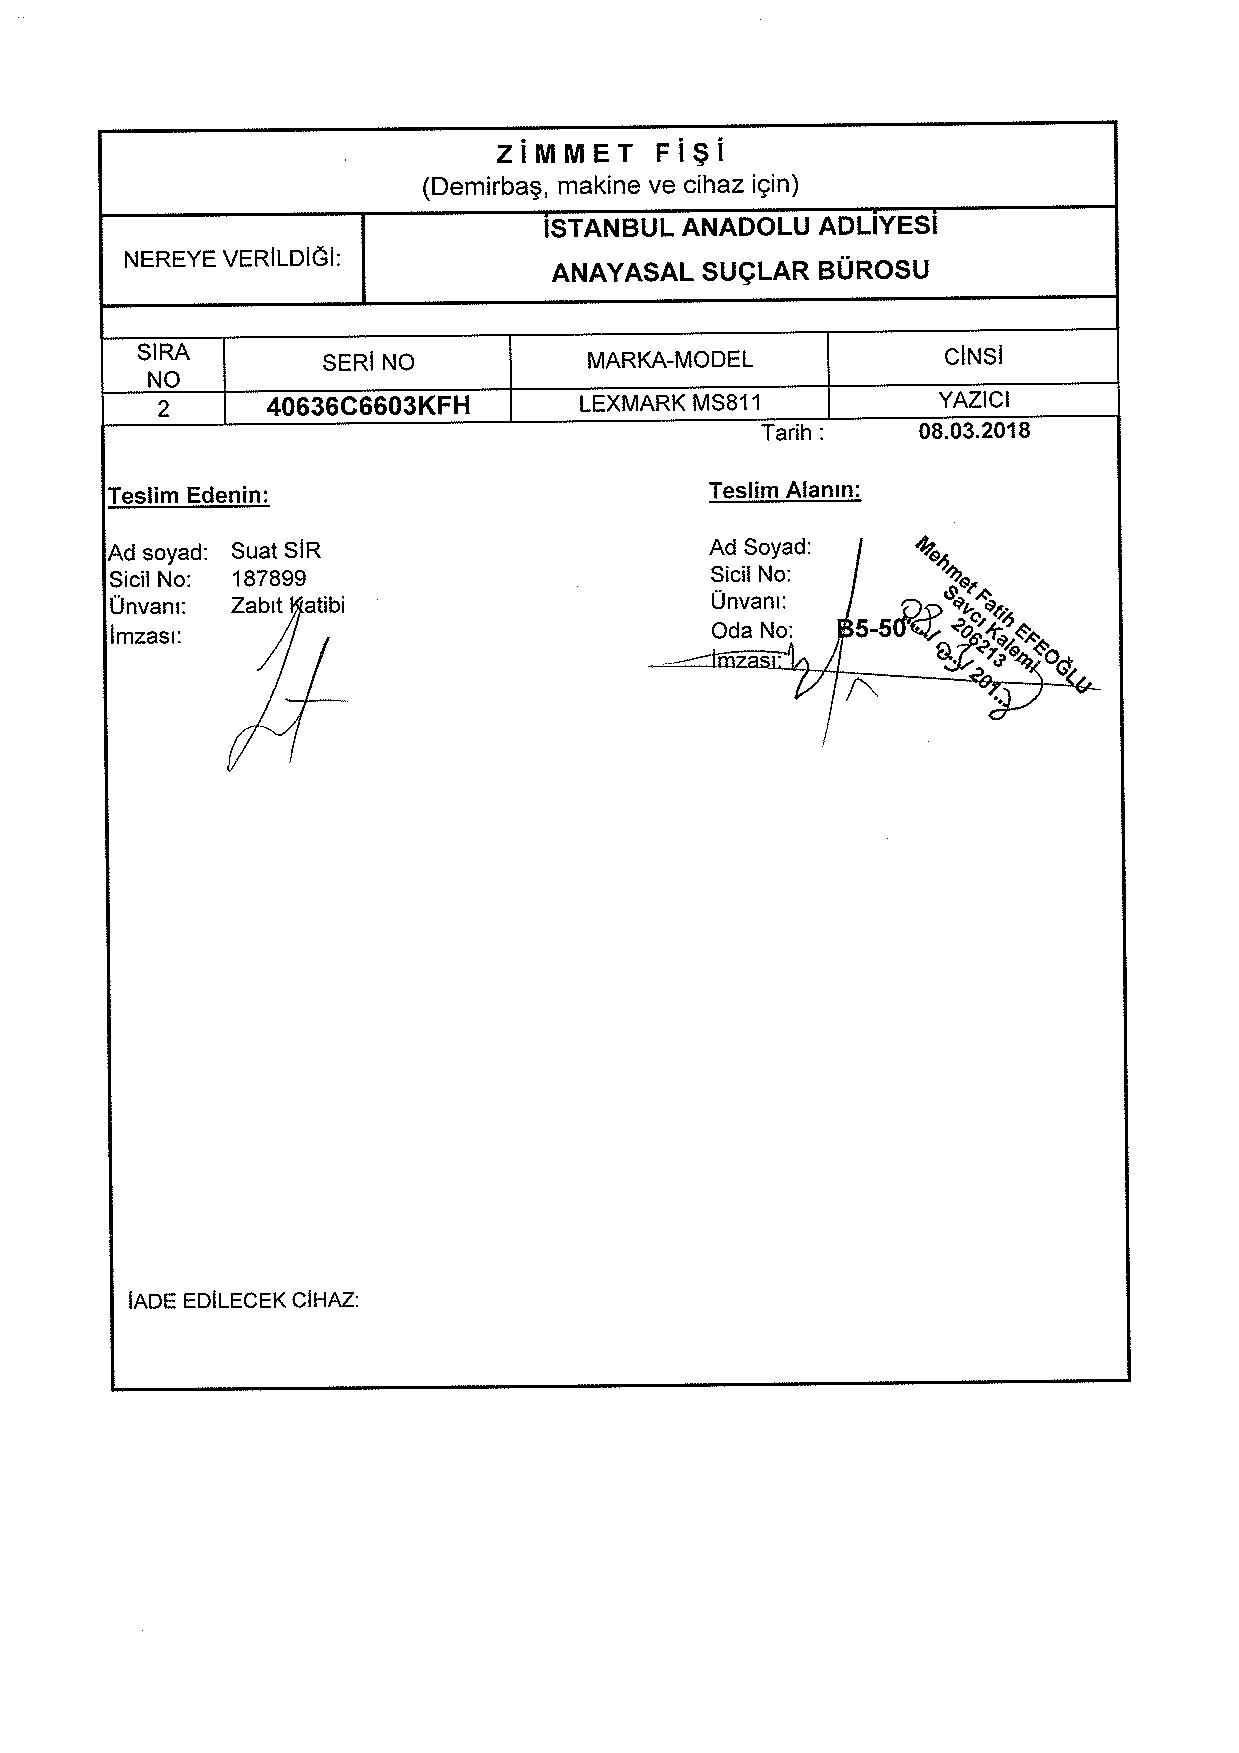 ZİMMET FİŞİ
(Demirbaş, makine ve cihaz için)
NEREYE VERİLDİĞİ:
İSTANBUL ANADOLU ADLİYESİ
ANAYASAL SUÇLAR BÜROSU
SIRA NO SERİ NO MARKA-MODEL CİNSİ
2 40636C6603KFH LEXMARK MS811 YAZICI
Tarih : 08.03.2018
Teslim Edenin:
Ad soyad: Suat SİR
Sicil No: 187899
Ünvanı: Zabıt Katibi
İmzası:
Teslim Alanın:
Ad Soyad:
Sicil No:
Ünvanı:
Oda No: B5-50
İmzası:
Mehmet Fatih EFEOĞLU
Savcı Kalemi
206213
İADE EDİLECEK CİHAZ: